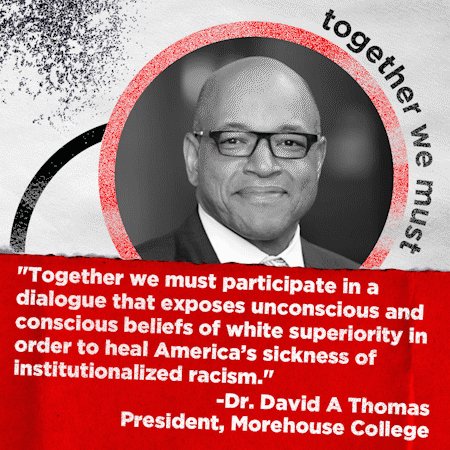 together we must
"Together we must participate in a
dialogue that exposes unconscious and
conscious beliefs of white superiority in
order to heal America's sickness of
institutionalized racism."
-Dr. David A Thomas
President, Morehouse College